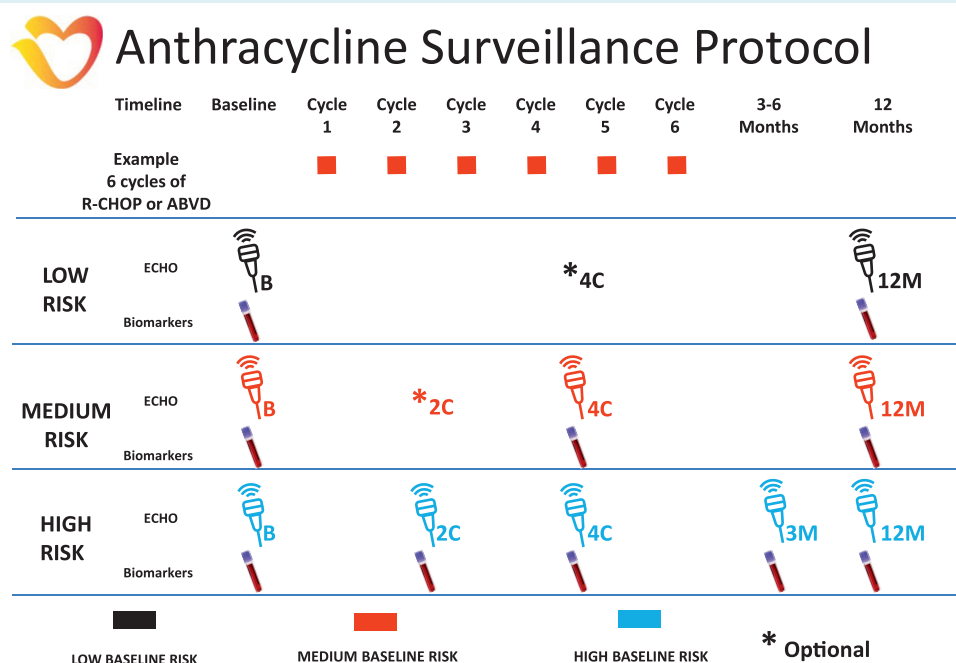 Anthracycline Surveillance Protocol
Timeline Baseline Cycle 1 Cycle 2 Cycle 3 Cycle 4 Cycle 5 Cycle 6 3-6 Months 12 Months
Example
6 cycles of
R-CHOP or ABVD
LOW RISK
ECHO B *4C 12M
Biomarkers
MEDIUM RISK
ECHO B *2C 4C 12M
Biomarkers
HIGH RISK
ECHO B 2C 4C 3M 12M
Biomarkers
LOW BASELINE RISK MEDIUM BASELINE RISK HIGH BASELINE RISK * Optional